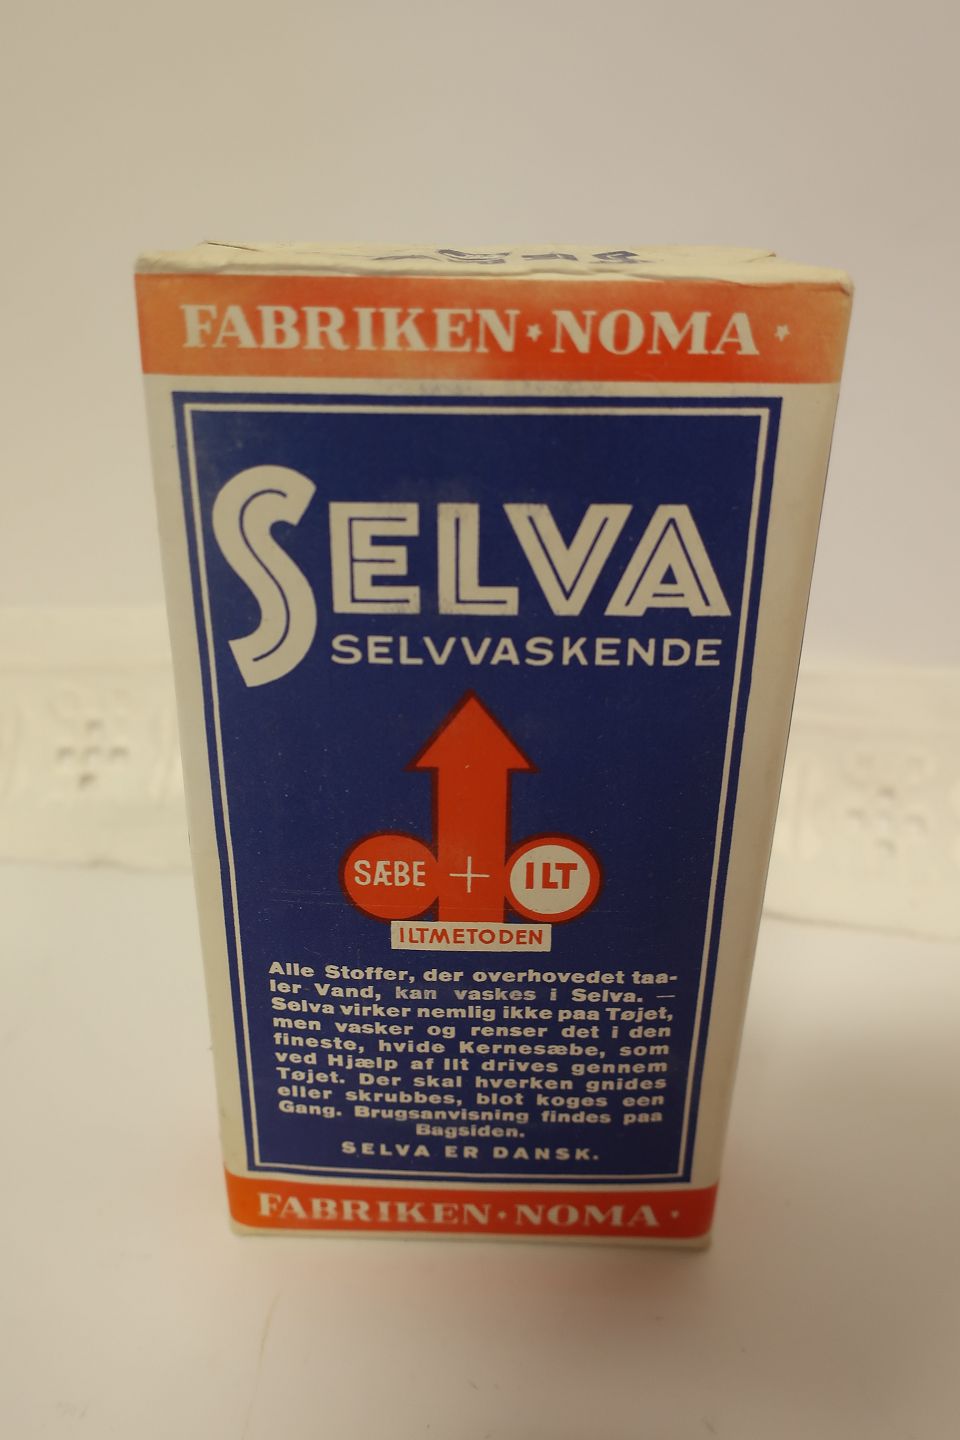 FABRIKEN * NOMA *
SELVA
SELVVASKENDE
SÆBE + ILT
ILTMETODEN
Alle Stoffer, der overhovedet taa-
ler Vand, kan vaskes i Selva. —
Selva virker nemlig ikke paa Tøjet,
men vasker og renser det i den
fineste, hvide Kernesæbe, som
ved Hjælp af Ilt drives gennem
Tøjet. Der skal hverken gnides
eller skrubbes, blot koges een
Gang. Brugsanvisning findes paa
Bagsiden.
SELVA ER DANSK.
FABRIKEN * NOMA *